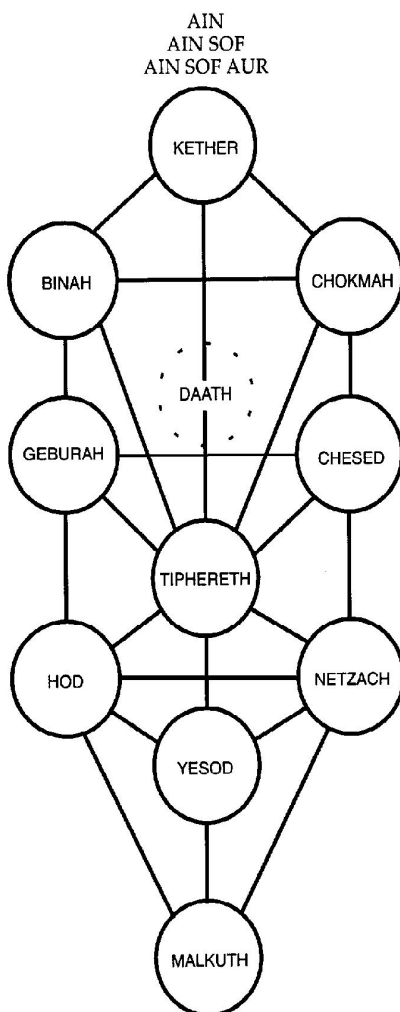 AIN
AIN SOF
AIN SOF AUR
KETHER
BINAH
CHOKMAH
DAATH
GEBURAH
CHESED
TIPHERETH
HOD
NETZACH
YESOD
MALKUTH